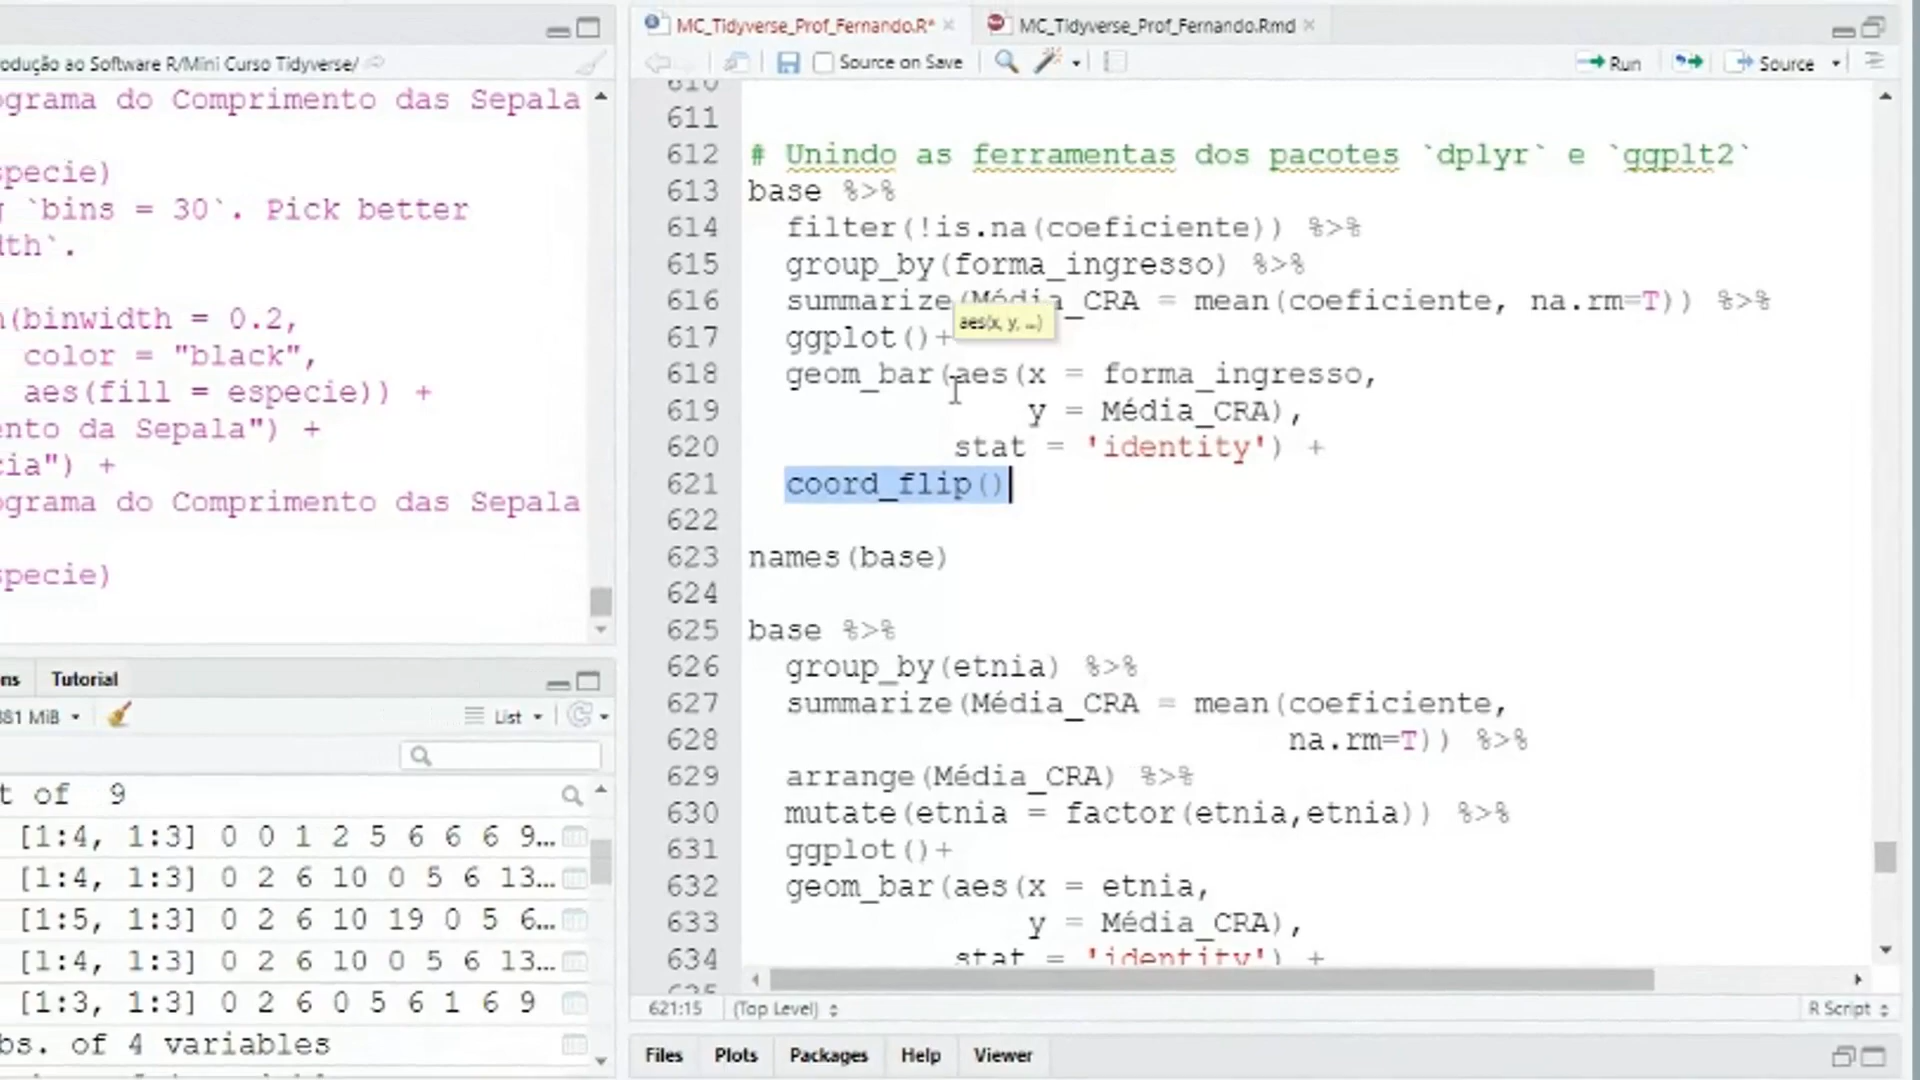 MC_Tidyverse_Prof_Fernando.R*
MC_Tidyverse_Prof_Fernando.Rmd
odução ao Software R/Mini Curso Tidyverse/
Source on Save
Run
Source
ograma do Comprimento das Sepala
specie)
`bins = 30`. Pick better
dth`.
(binwidth = 0.2,
color = "black",
aes(fill = especie)) +
ento da Sepala") +
cia") +
ograma do Comprimento das Sepala
specie)
610
611
612 # Unindo as ferramentas dos pacotes `dplyr` e `ggplt2`
613 base %>%
614 filter(!is.na(coeficiente)) %>%
615 group_by(forma_ingresso) %>%
616 summarize(Média_CRA = mean(coeficiente, na.rm=T)) %>%
aes(x, y, ...)
617 ggplot()+
618 geom_bar(aes(x = forma_ingresso,
619 y = Média_CRA),
620 stat = 'identity') +
621 coord_flip()
622
623 names(base)
624
625 base %>%
626 group_by(etnia) %>%
627 summarize(Média_CRA = mean(coeficiente,
628 na.rm=T)) %>%
629 arrange(Média_CRA) %>%
630 mutate(etnia = factor(etnia,etnia)) %>%
631 ggplot()+
632 geom_bar(aes(x = etnia,
633 y = Média_CRA),
634 stat = 'identity') +
635
621:15 (Top Level) R Script
ns Tutorial
381 MiB List
t of 9
[1:4, 1:3] 0 0 1 2 5 6 6 6 9…
[1:4, 1:3] 0 2 6 10 0 5 6 13…
[1:5, 1:3] 0 2 6 10 19 0 5 6…
[1:4, 1:3] 0 2 6 10 0 5 6 13…
[1:3, 1:3] 0 2 6 0 5 6 1 6 9
bs. of 4 variables
Files Plots Packages Help Viewer